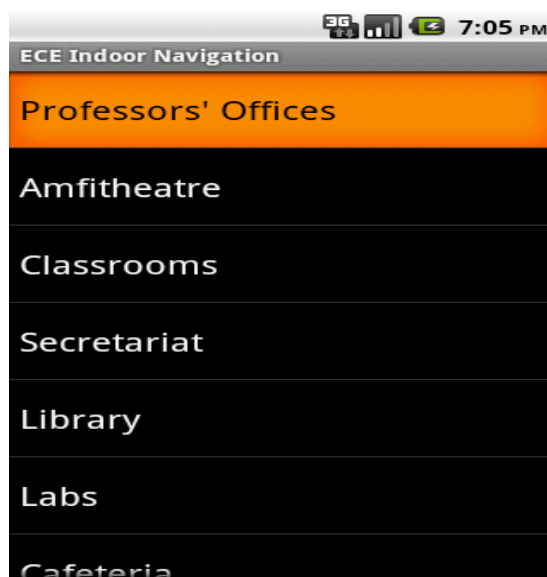 3G 7:05 PM
ECE Indoor Navigation
Professors' Offices
Amfitheatre
Classrooms
Secretariat
Library
Labs
Cafeteria